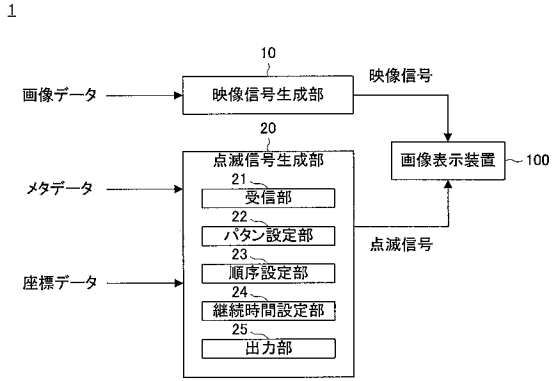 1
10
画像データ
映像信号生成部
映像信号
20
点滅信号生成部
画像表示装置
100
21
受信部
メタデータ
22
パタン設定部
点滅信号
23
順序設定部
座標データ
24
継続時間設定部
25
出力部